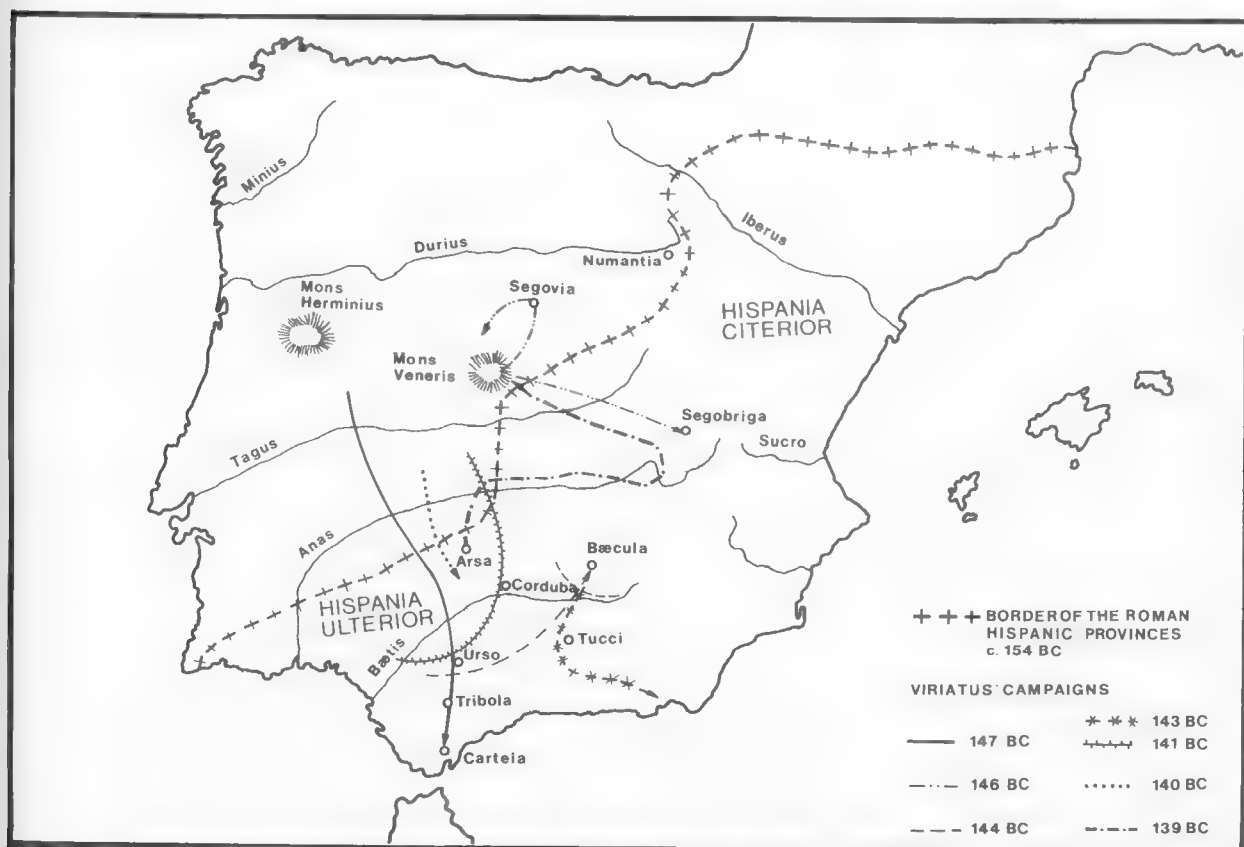 Minius
Durius
Iberus
Numantia
Mons
Herminius
Segovia
HISPANIA
CITERIOR
Mons
Veneris
Segobriga
Sucro
Tagus
Anas
Arsa
Bæcula
Corduba
HISPANIA
ULTERIOR
Bætis
Urso
Tucci
Tribola
Carteia
BORDER OF THE ROMAN
HISPANIC PROVINCES
c. 154 BC
VIRIATUS' CAMPAIGNS
147 BC
146 BC
144 BC
143 BC
141 BC
140 BC
139 BC